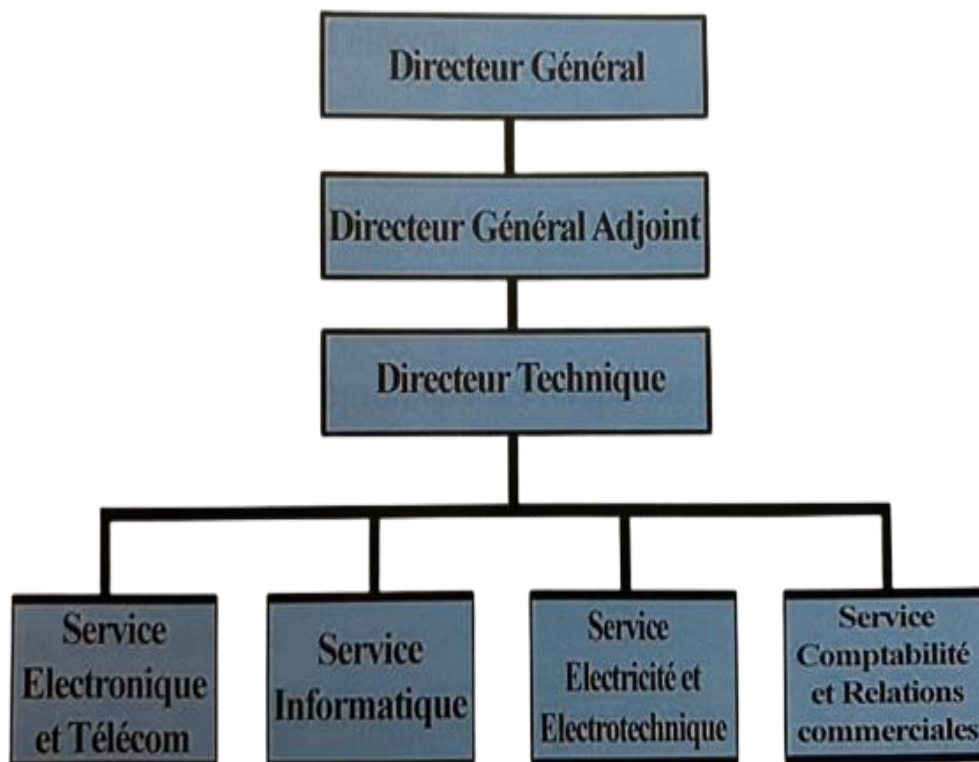 Directeur Général
Directeur Général Adjoint
Directeur Technique
Service
Electronique
et Télécom
Service
Informatique
Service
Electricité et
Electrotechnique
Service
Comptabilité
et Relations
commerciales